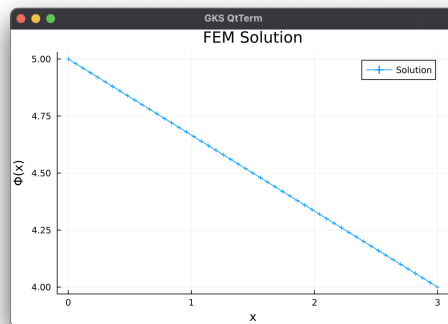 GKS QtTerm
FEM Solution
Solution
5.00
4.75
4.50
4.25
4.00
Φ(x)
0
1
2
3
x